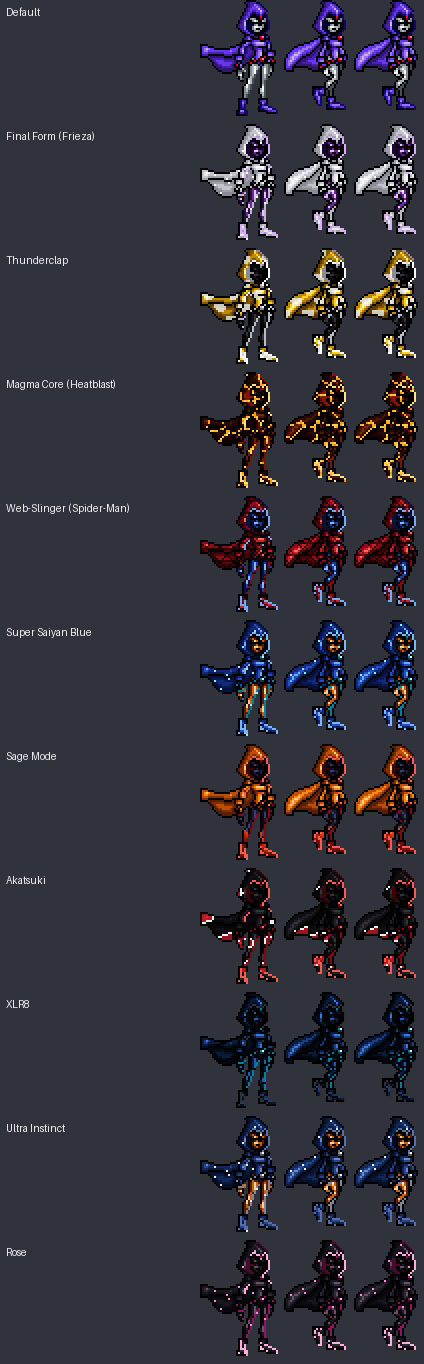 Default
Final Form (Frieza)
Thunderclap
Magma Core (Heatblast)
Web-Slinger (Spider-Man)
Super Saiyan Blue
Sage Mode
Akatsuki
XLR8
Ultra Instinct
Rose